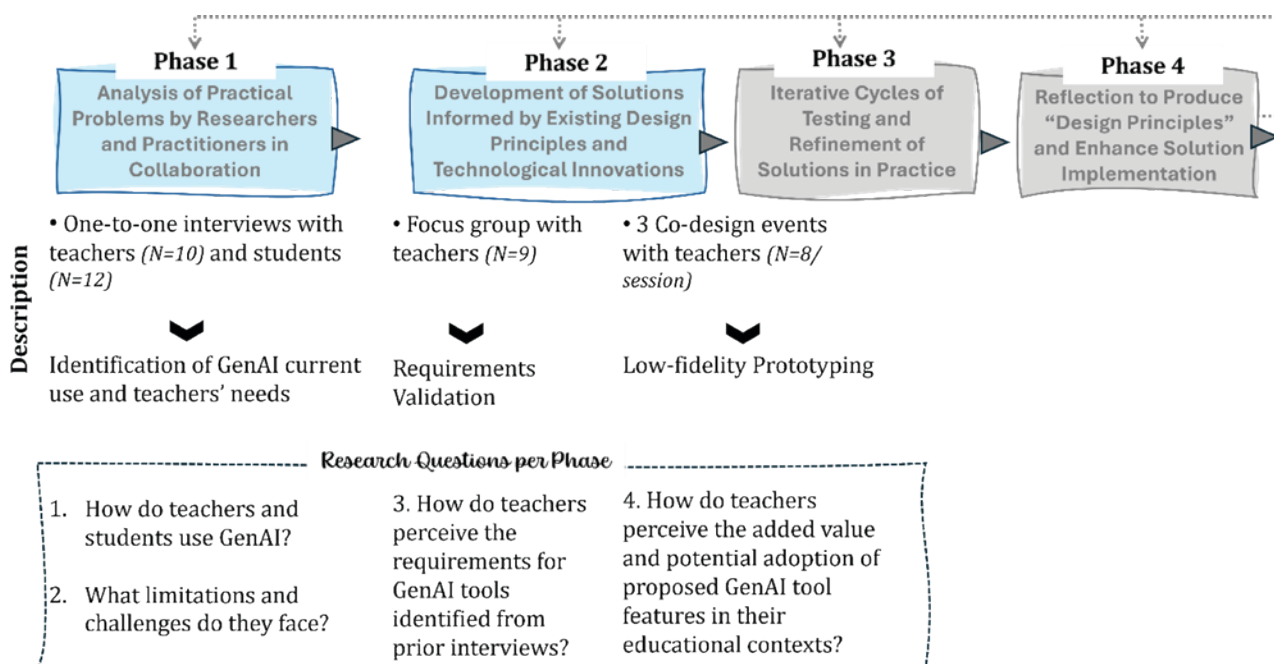 Phase 1
Analysis of Practical
Problems by Researchers
and Practitioners in
Collaboration
Phase 2
Development of Solutions
Informed by Existing Design
Principles and
Technological Innovations
Phase 3
Iterative Cycles of
Testing and
Refinement of
Solutions in Practice
Phase 4
Reflection to Produce
“Design Principles”
and Enhance Solution
Implementation
Description
• One-to-one interviews with
teachers (N=10) and students
(N=12)
• Focus group with
teachers (N=9)
• 3 Co-design events
with teachers (N=8/
session)
Identification of GenAI current
use and teachers’ needs
Requirements
Validation
Low-fidelity Prototyping
Research Questions per Phase
1. How do teachers and
students use GenAI?
2. What limitations and
challenges do they face?
3. How do teachers
perceive the
requirements for
GenAI tools
identified from
prior interviews?
4. How do teachers
perceive the added value
and potential adoption of
proposed GenAI tool
features in their
educational contexts?